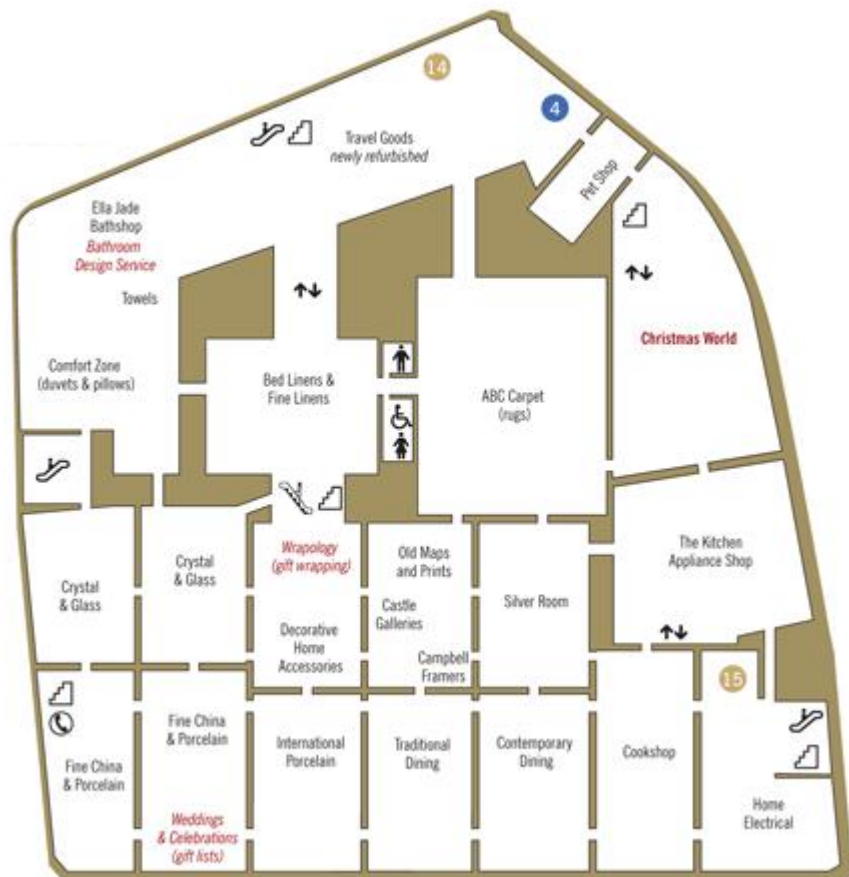 14
4
Travel Goods
newly refurbished
Pet Shop
Ella Jade
Bathshop
Bathroom
Design Service
Towels
Christmas World
Comfort Zone
(duvets & pillows)
Bed Linens &
Fine Linens
ABC Carpet
(rugs)
Crystal
& Glass
Crystal
& Glass
Wrapology
(gift wrapping)
Old Maps
and Prints
The Kitchen
Appliance Shop
Silver Room
Castle
Galleries
Decorative
Home
Accessories
Campbell
Framers
15
Fine China
& Porcelain
Fine China
& Porcelain
International
Porcelain
Traditional
Dining
Contemporary
Dining
Cookshop
Weddings
& Celebrations
(gift lists)
Home
Electrical